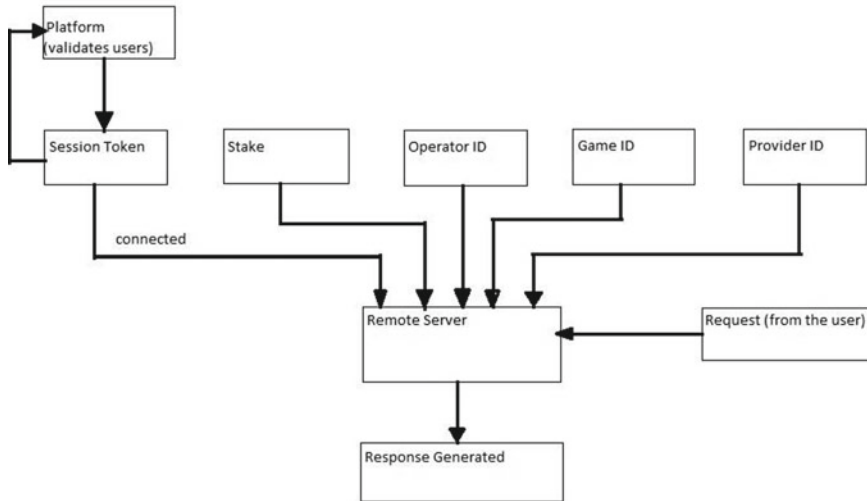 Platform
(validates users)
Session Token
Stake
Operator ID
Game ID
Provider ID
connected
Remote Server
Request (from the user)
Response Generated